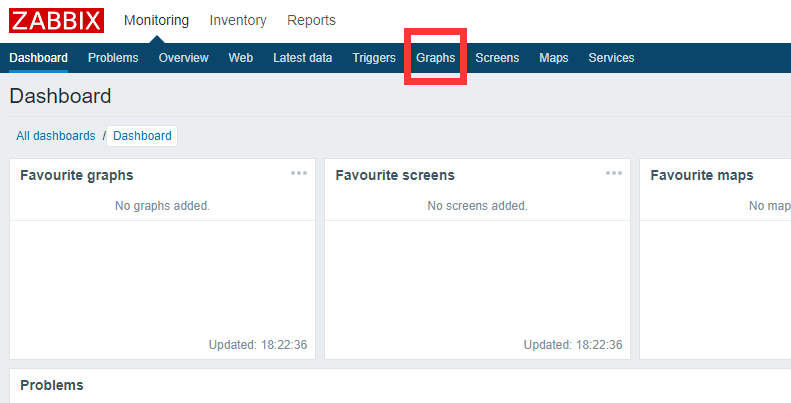 ZABBIX Monitoring Inventory Reports
Dashboard Problems Overview Web Latest data Triggers Graphs Screens Maps Services
Dashboard
All dashboards / Dashboard
Favourite graphs
No graphs added.
Updated: 18:22:36
Favourite screens
No screens added.
Updated: 18:22:36
Favourite maps
No map
Problems